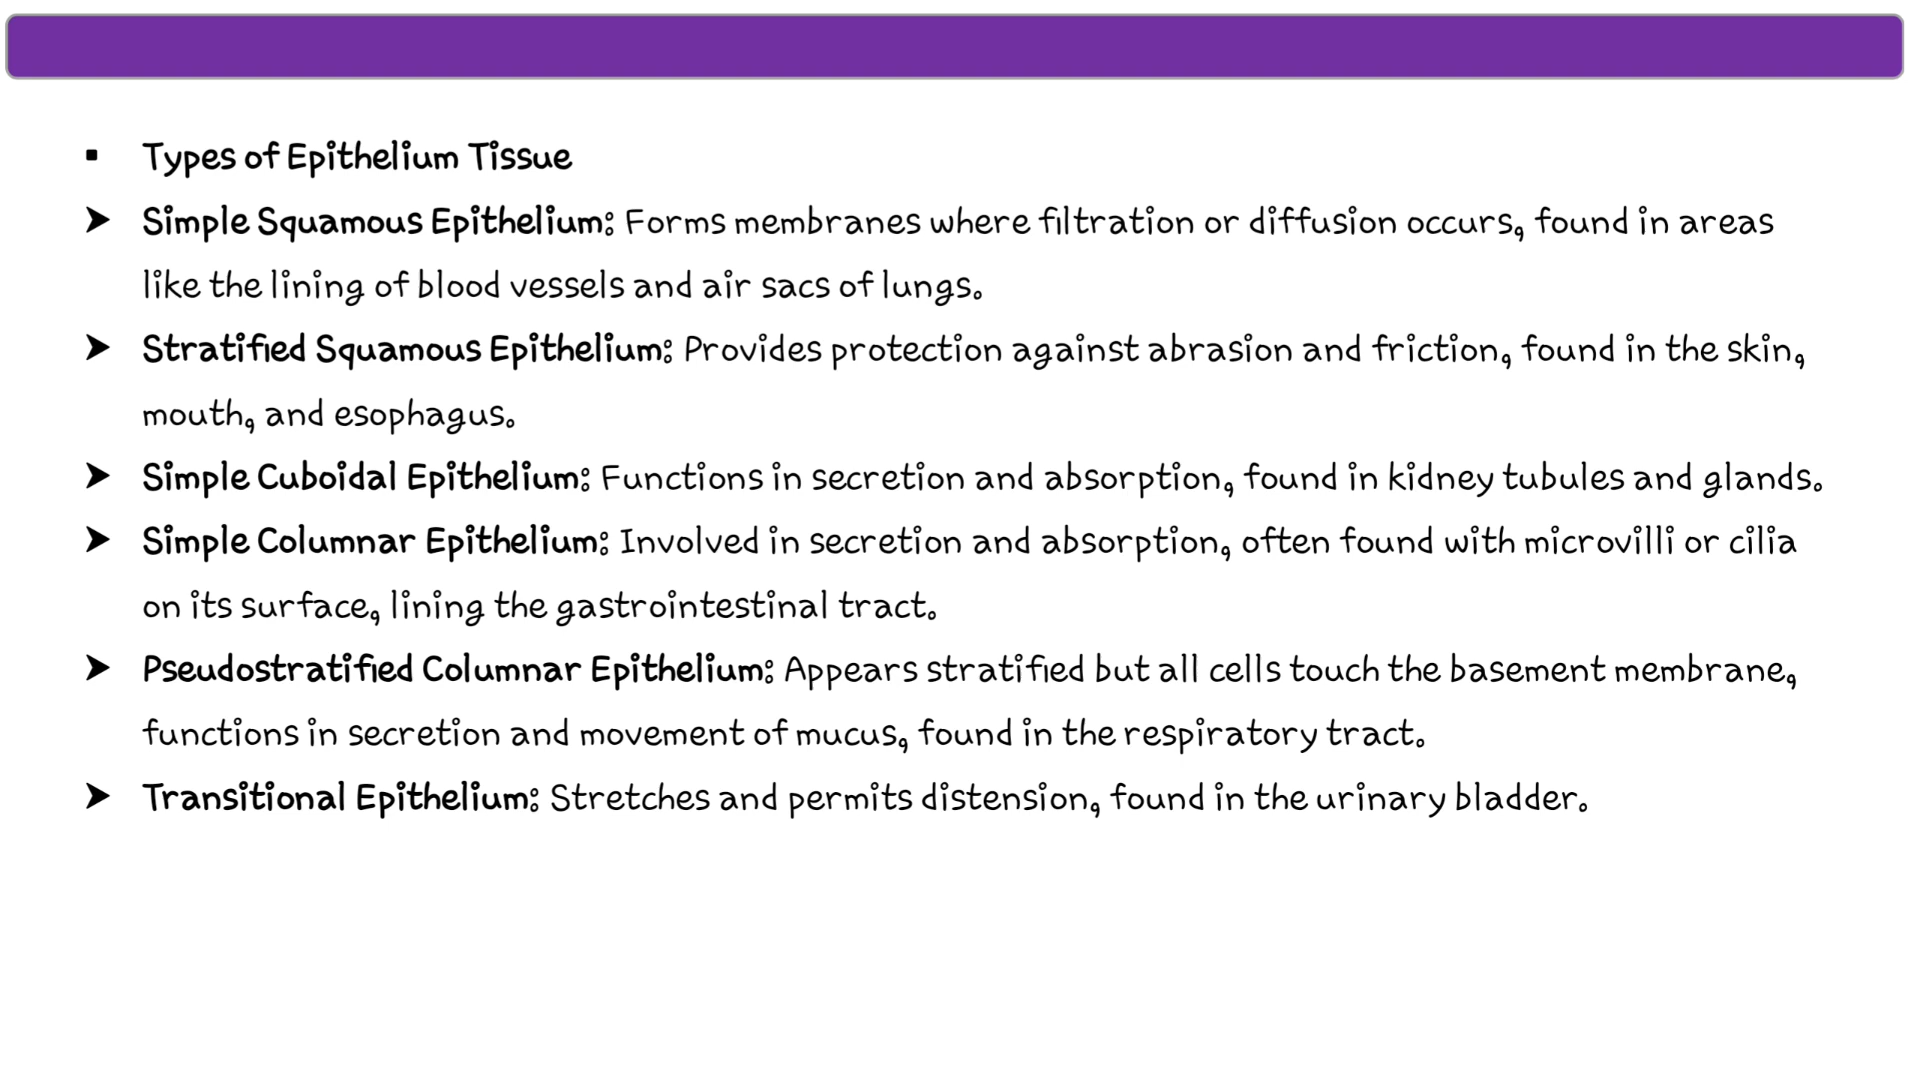 ▪ Types of Epithelium Tissue
➤ Simple Squamous Epithelium: Forms membranes where filtration or diffusion occurs, found in areas
like the lining of blood vessels and air sacs of lungs.
➤ Stratified Squamous Epithelium: Provides protection against abrasion and friction, found in the skin,
mouth, and esophagus.
➤ Simple Cuboidal Epithelium: Functions in secretion and absorption, found in kidney tubules and glands.
➤ Simple Columnar Epithelium: Involved in secretion and absorption, often found with microvilli or cilia
on its surface, lining the gastrointestinal tract.
➤ Pseudostratified Columnar Epithelium: Appears stratified but all cells touch the basement membrane,
functions in secretion and movement of mucus, found in the respiratory tract.
➤ Transitional Epithelium: Stretches and permits distension, found in the urinary bladder.